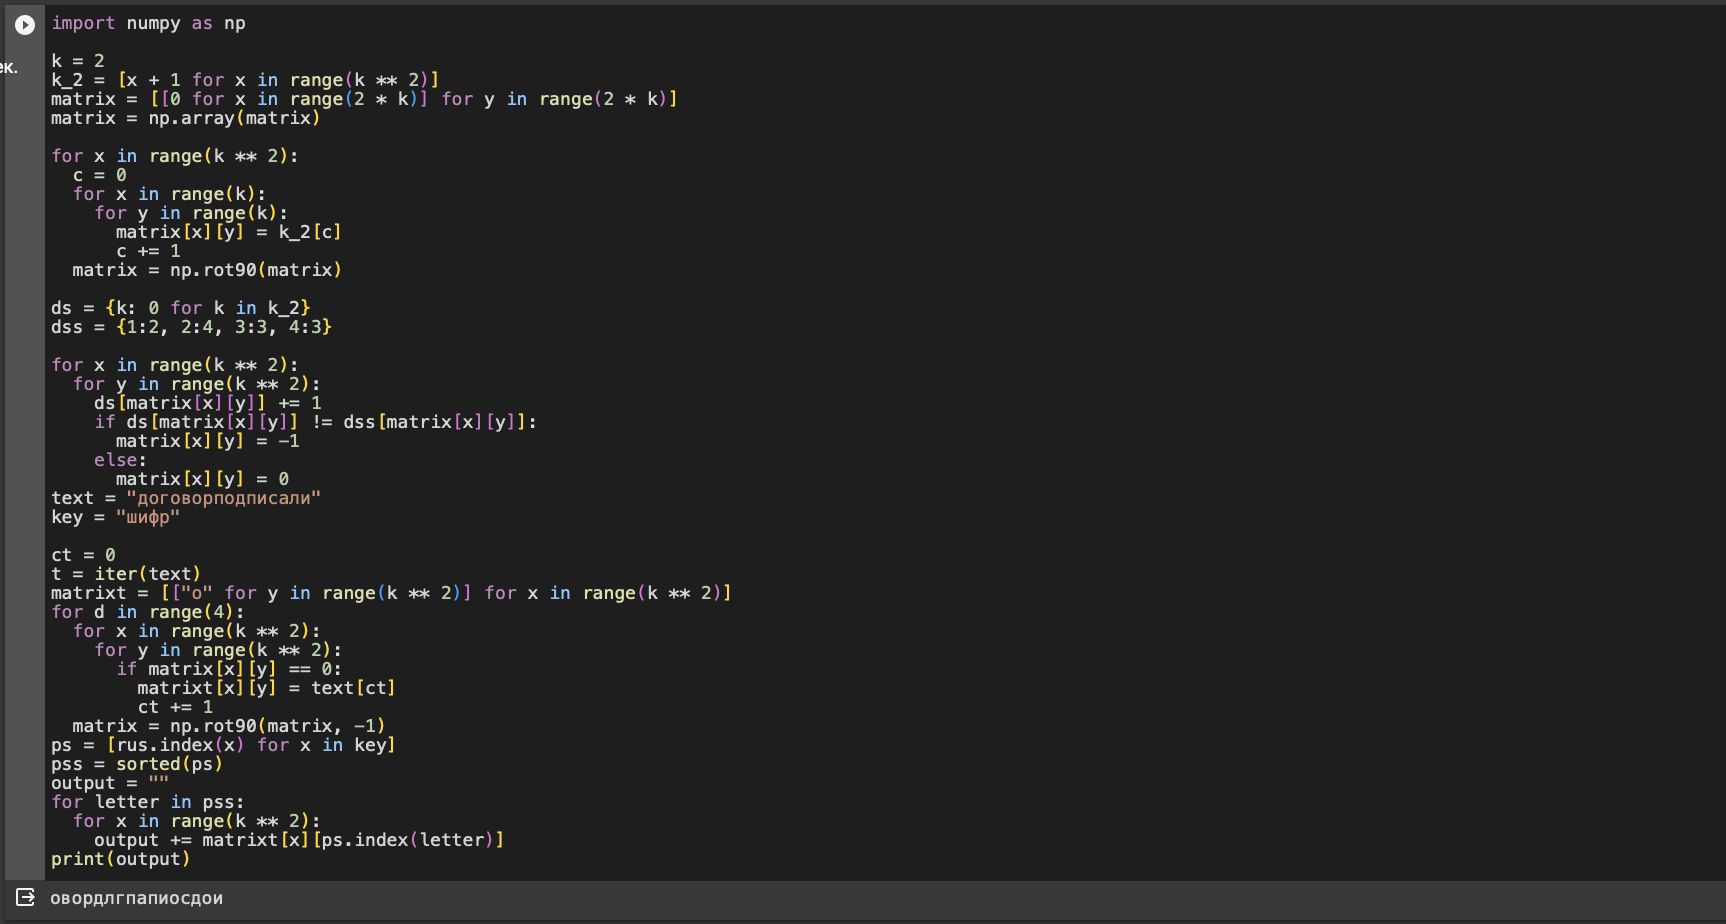 import numpy as np
ек.
k = 2
k_2 = [x + 1 for x in range(k ** 2)]
matrix = [[0 for x in range(2 * k)] for y in range(2 * k)]
matrix = np.array(matrix)
for x in range(k ** 2):
  c = 0
  for x in range(k):
    for y in range(k):
      matrix[x][y] = k_2[c]
      c += 1
  matrix = np.rot90(matrix)
ds = {k: 0 for k in k_2}
dss = {1:2, 2:4, 3:3, 4:3}
for x in range(k ** 2):
  for y in range(k ** 2):
    ds[matrix[x][y]] += 1
    if ds[matrix[x][y]] != dss[matrix[x][y]]:
      matrix[x][y] = -1
    else:
      matrix[x][y] = 0
text = "договорподписали"
key = "шифр"
ct = 0
t = iter(text)
matrixt = [["о" for y in range(k ** 2)] for x in range(k ** 2)]
for d in range(4):
  for x in range(k ** 2):
    for y in range(k ** 2):
      if matrix[x][y] == 0:
        matrixt[x][y] = text[ct]
        ct += 1
  matrix = np.rot90(matrix, -1)
ps = [rus.index(x) for x in key]
pss = sorted(ps)
output = ""
for letter in pss:
  for x in range(k ** 2):
    output += matrixt[x][ps.index(letter)]
print(output)
овордлгпапиосдои